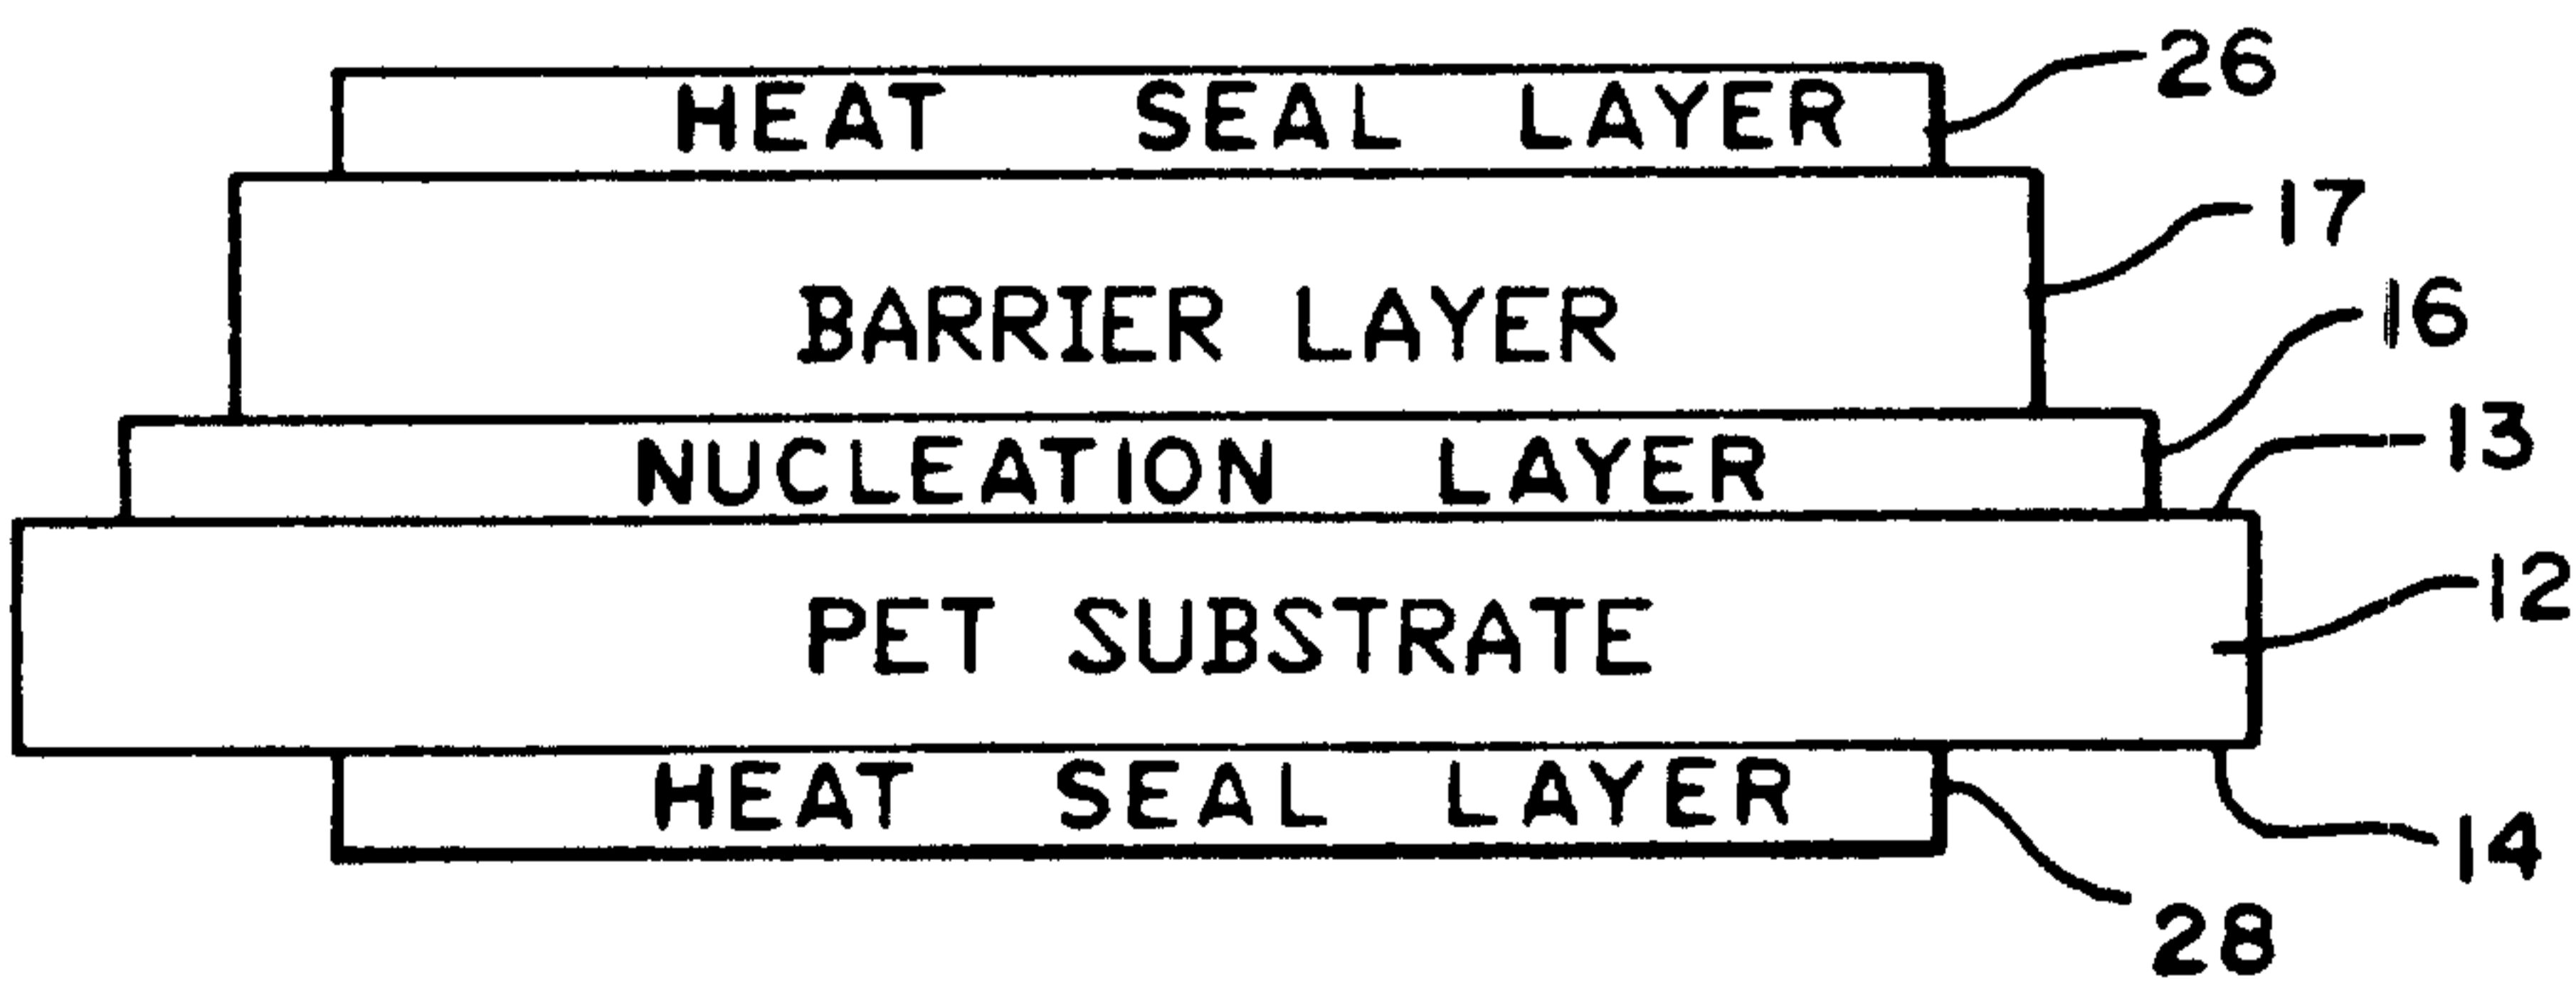 HEAT SEAL LAYER
26
17
BARRIER LAYER
16
13
NUCLEATION LAYER
12
PET SUBSTRATE
HEAT SEAL LAYER
14
28